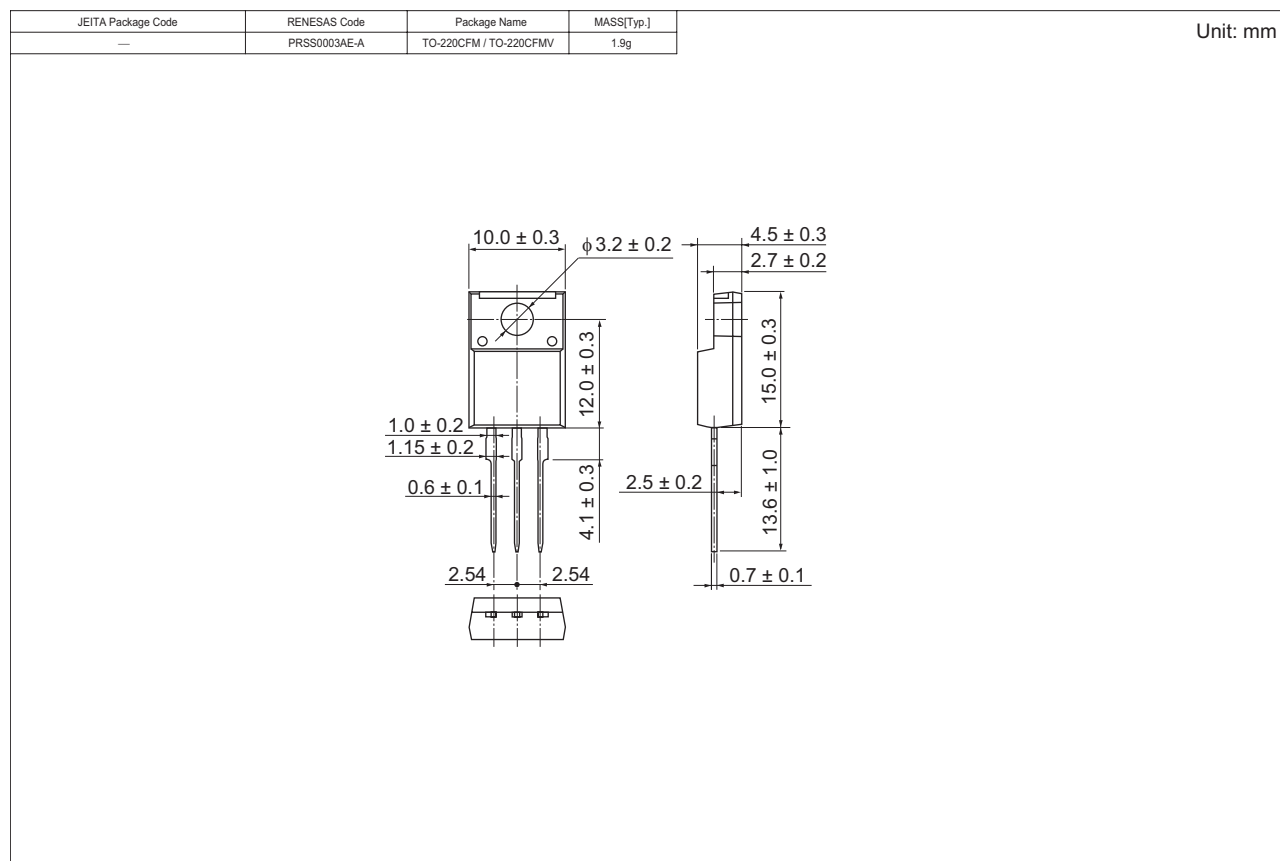 JEITA Package Code RENESAS Code Package Name MASS[Typ.]
— PRSS0003AE-A TO-220CFM / TO-220CFMV 1.9g
Unit: mm
10.0 ± 0.3
ϕ 3.2 ± 0.2
4.5 ± 0.3
2.7 ± 0.2
12.0 ± 0.3
15.0 ± 0.3
1.0 ± 0.2
1.15 ± 0.2
0.6 ± 0.1
4.1 ± 0.3
2.5 ± 0.2
13.6 ± 1.0
2.54 2.54
0.7 ± 0.1